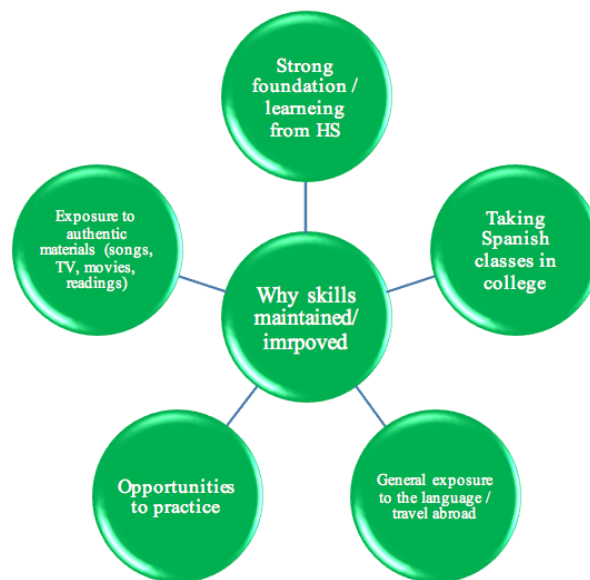 Strong
foundation /
learneing
from HS
Exposure to
authentic
materials (songs,
TV, movies,
readings)
Taking
Spanish
classes in
college
Why skills
maintained/
imrpoved
Opportunities
to practice
General exposure
to the language /
travel abroad